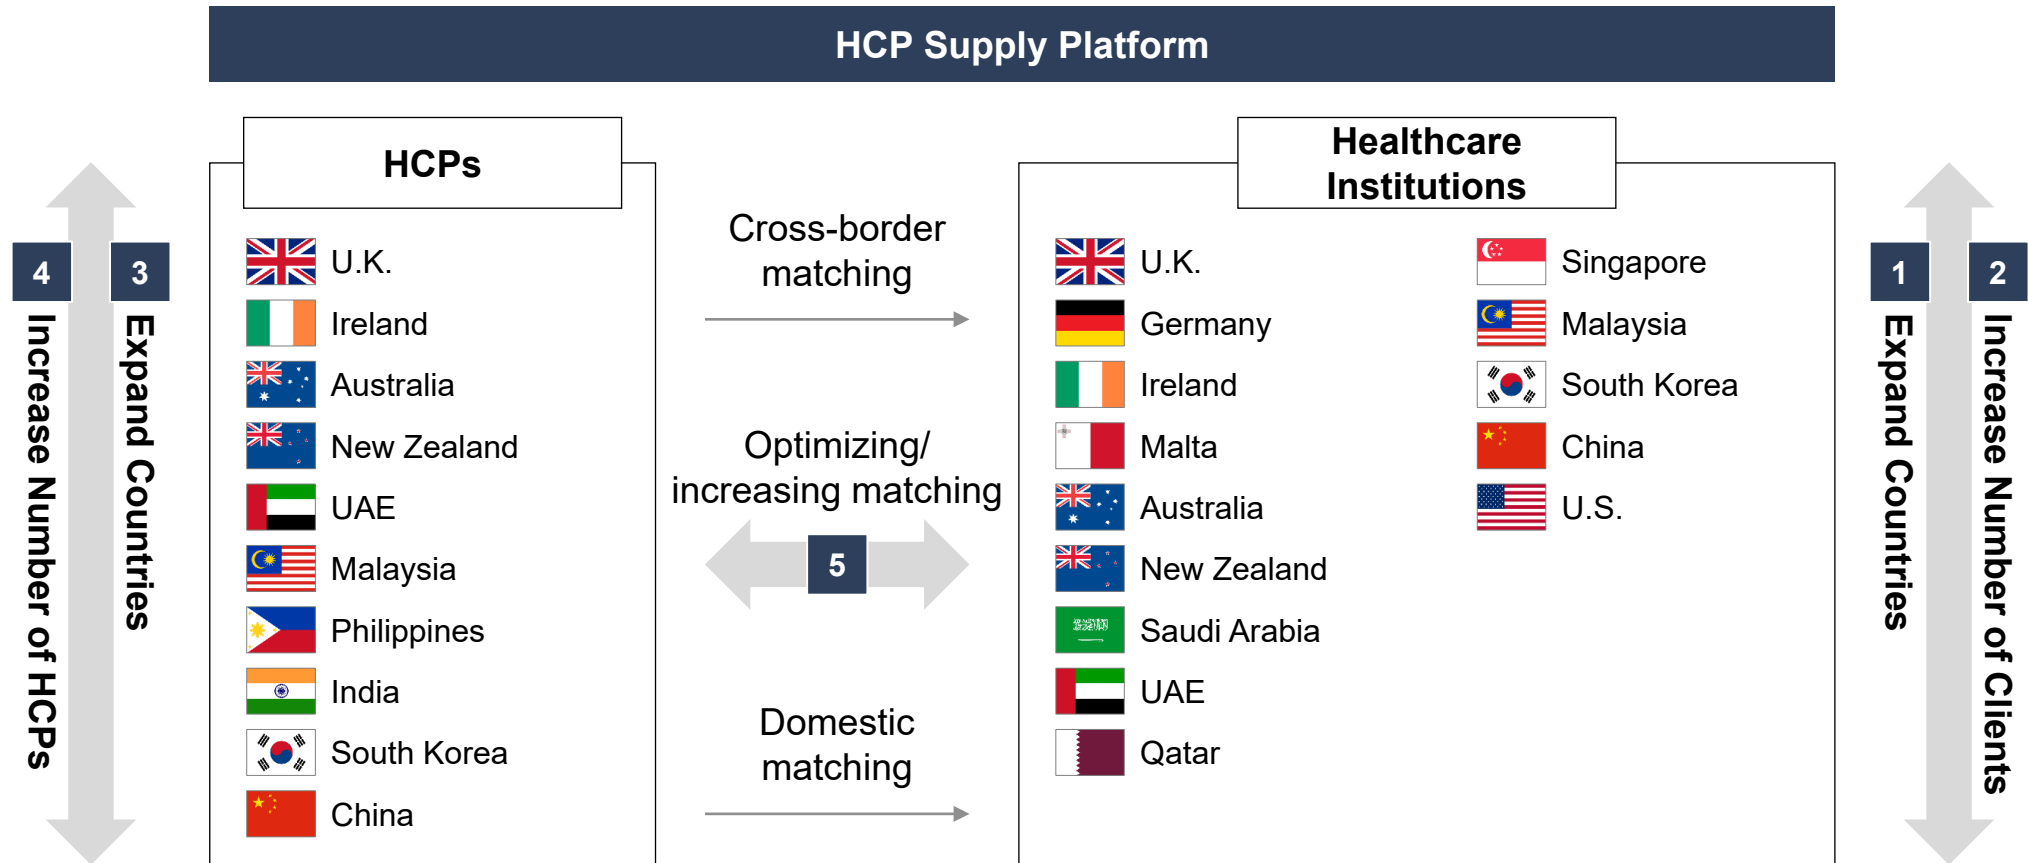 HCP Supply Platform
4
Increase Number of HCPs
3
Expand Countries
HCPs
U.K.
Ireland
Australia
New Zealand
UAE
Malaysia
Philippines
India
South Korea
China
Cross-border
matching
Optimizing/
increasing matching
5
Domestic
matching
Healthcare
Institutions
U.K.
Germany
Ireland
Malta
Australia
New Zealand
Saudi Arabia
UAE
Qatar
Singapore
Malaysia
South Korea
China
U.S.
1
Expand Countries
2
Increase Number of Clients